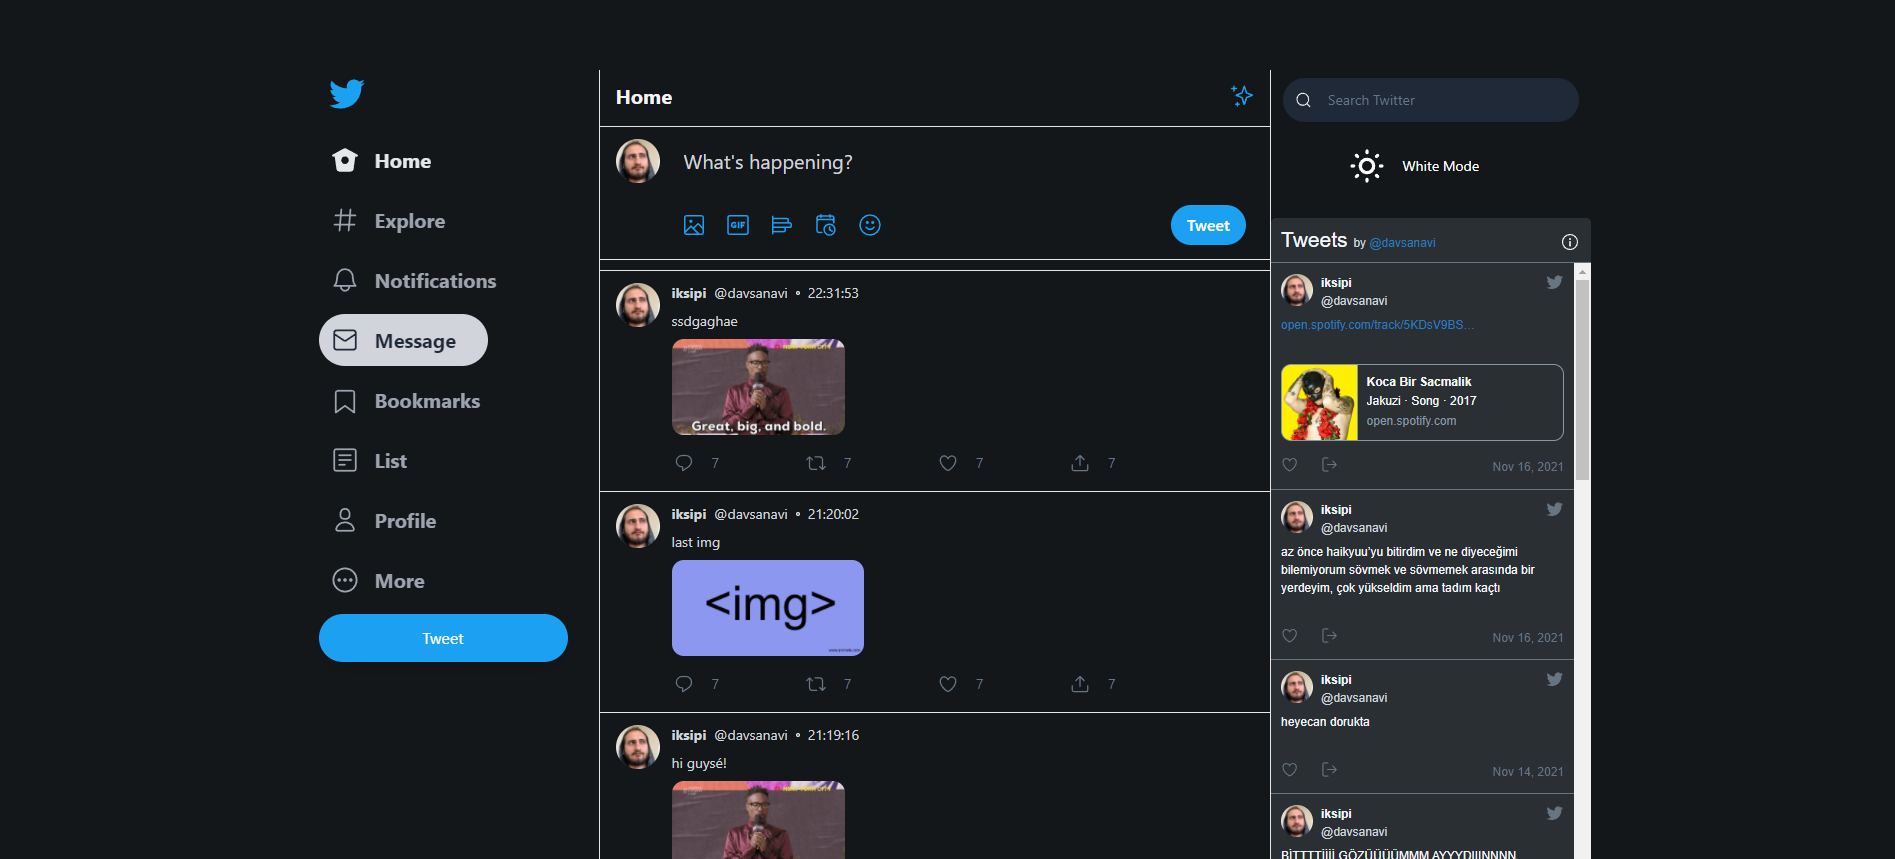 Home
Explore
Notifications
Message
Bookmarks
List
Profile
More
Tweet
Home
What's happening?
GIF
Tweet
iksipi @davsanavi • 22:31:53
ssdgaghae
Great, big, and bold.
7 7 7 7
iksipi @davsanavi • 21:20:02
last img
<img>
7 7 7 7
iksipi @davsanavi • 21:19:16
hi guysé!
Search Twitter
White Mode
Tweets by @davsanavi
iksipi
@davsanavi
open.spotify.com/track/5KDsV9BS…
Koca Bir Sacmalik
Jakuzi · Song · 2017
open.spotify.com
Nov 16, 2021
iksipi
@davsanavi
az önce haikyuu'yu bitirdim ve ne diyeceğimi
bilemiyorum sövmek ve sövmemek arasında bir
yerdeyim, çok yükseldim ama tadım kaçtı
Nov 16, 2021
iksipi
@davsanavi
heyecan dorukta
Nov 14, 2021
iksipi
@davsanavi